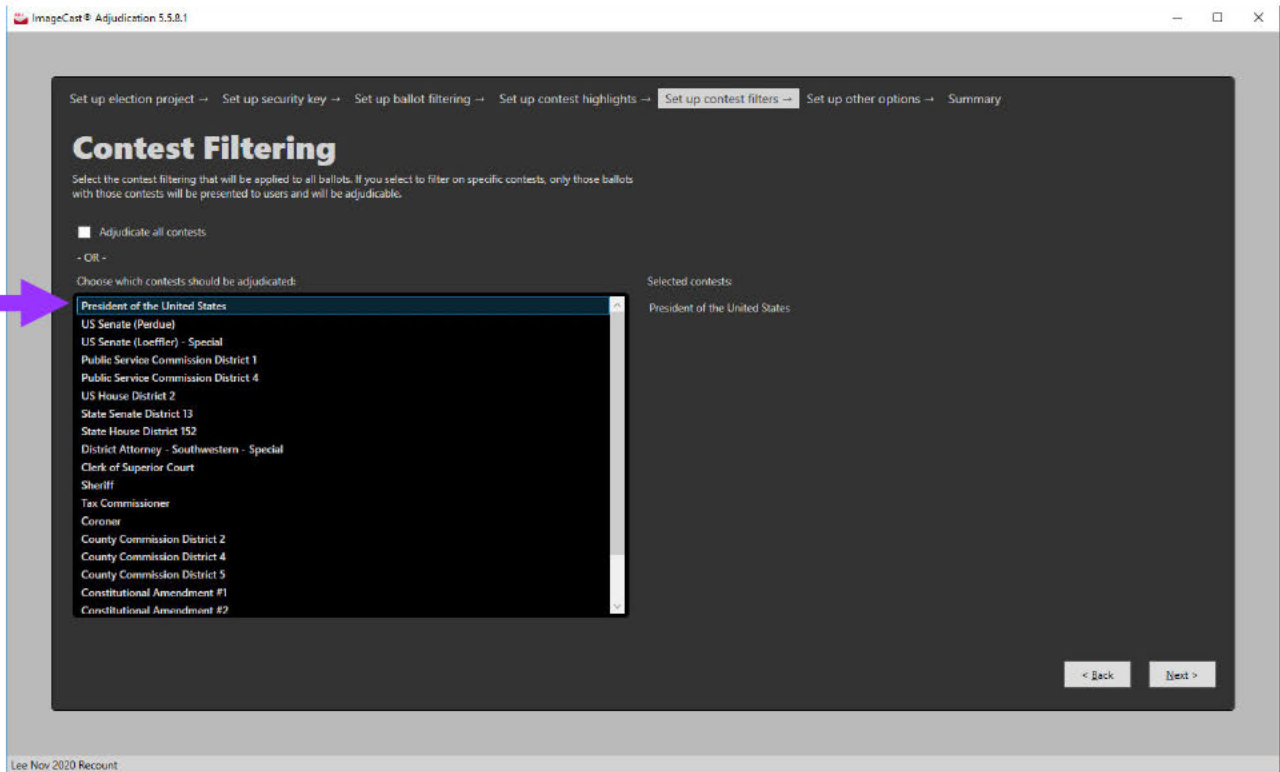 ImageCast® Adjudication 5.5.8.1
Set up election project → Set up security key → Set up ballot filtering → Set up contest highlights → Set up contest filters → Set up other options → Summary
Contest Filtering
Select the contest filtering that will be applied to all ballots. If you select to filter on specific contests, only those ballots
with those contests will be presented to users and will be adjudicable.
Adjudicate all contests
- OR -
Choose which contests should be adjudicated:
Selected contests:
President of the United States
President of the United States
US Senate (Perdue)
US Senate (Loeffler) - Special
Public Service Commission District 1
Public Service Commission District 4
US House District 2
State Senate District 13
State House District 152
District Attorney - Southwestern - Special
Clerk of Superior Court
Sheriff
Tax Commissioner
Coroner
County Commission District 2
County Commission District 4
County Commission District 5
Constitutional Amendment #1
Constitutional Amendment #2
< Back
Next >
Lee Nov 2020 Recount